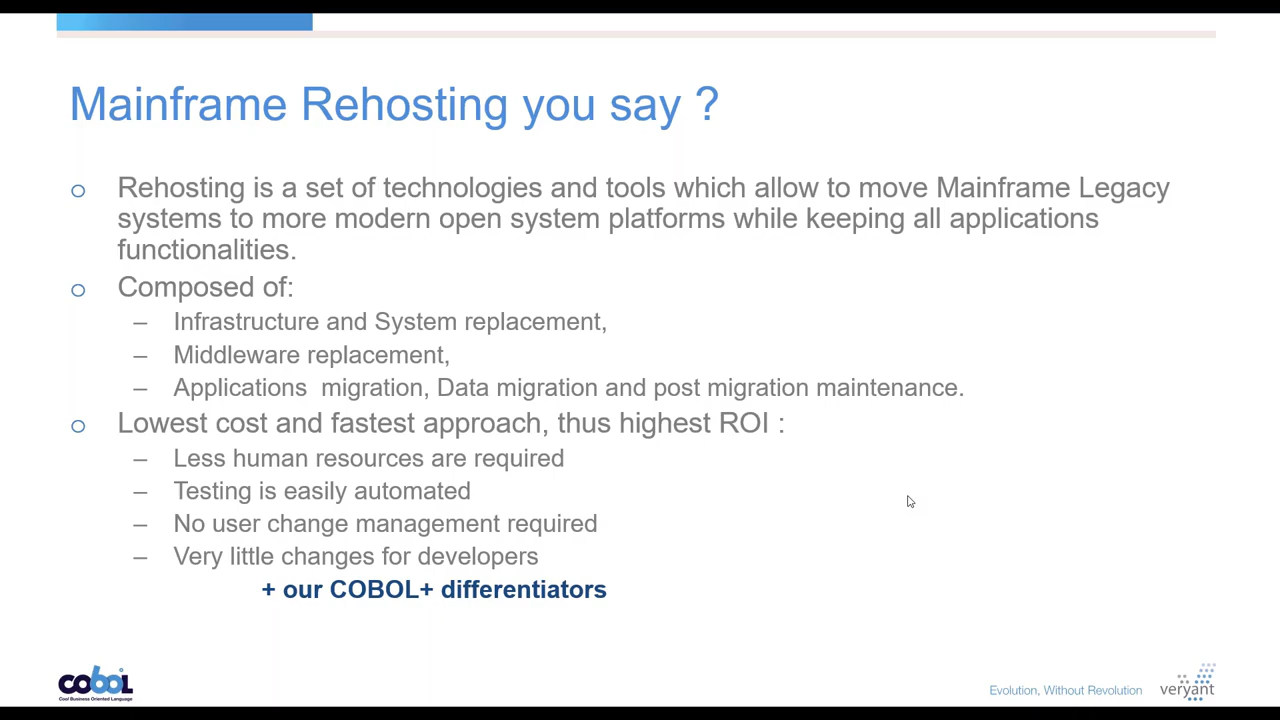 Mainframe Rehosting you say ?
o Rehosting is a set of technologies and tools which allow to move Mainframe Legacy
systems to more modern open system platforms while keeping all applications
functionalities.
o Composed of:
– Infrastructure and System replacement,
– Middleware replacement,
– Applications  migration, Data migration and post migration maintenance.
o Lowest cost and fastest approach, thus highest ROI :
– Less human resources are required
– Testing is easily automated
– No user change management required
– Very little changes for developers
+ our COBOL+ differentiators
cobol
Cool Business Oriented Language
Evolution, Without Revolution
veryant